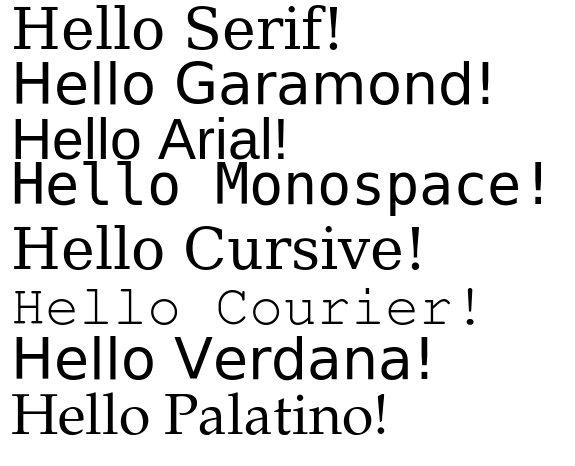 Hello Serif!
Hello Garamond!
Hello Arial!
Hello Monospace!
Hello Cursive!
Hello Courier!
Hello Verdana!
Hello Palatino!